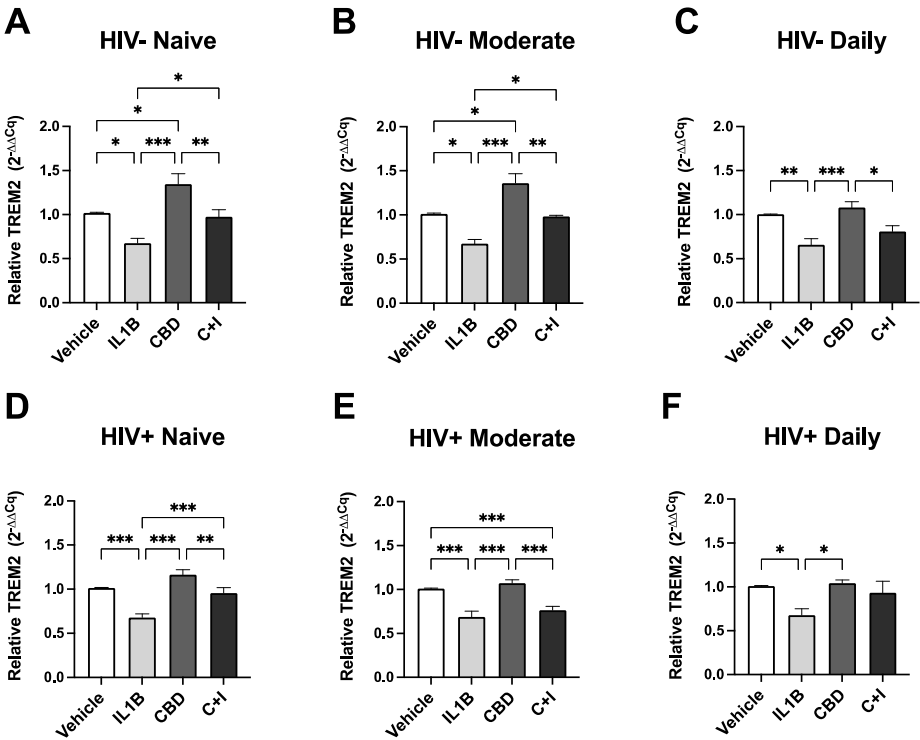 A
HIV- Naive
Relative TREM2 (2-ΔΔCq)
2.0
1.5
1.0
0.5
0.0
*
*
*
***
**
Vehicle
IL1B
CBD
C+I
B
HIV- Moderate
Relative TREM2 (2-ΔΔCq)
2.0
1.5
1.0
0.5
0.0
*
*
*
***
**
Vehicle
IL1B
CBD
C+I
C
HIV- Daily
Relative TREM2 (2-ΔΔCq)
2.0
1.5
1.0
0.5
0.0
**
***
*
Vehicle
IL1B
CBD
C+I
D
HIV+ Naive
Relative TREM2 (2-ΔΔCq)
2.0
1.5
1.0
0.5
0.0
***
***
***
**
Vehicle
IL1B
CBD
C+I
E
HIV+ Moderate
Relative TREM2 (2-ΔΔCq)
2.0
1.5
1.0
0.5
0.0
***
***
***
***
Vehicle
IL1B
CBD
C+I
F
HIV+ Daily
Relative TREM2 (2-ΔΔCq)
2.0
1.5
1.0
0.5
0.0
*
*
Vehicle
IL1B
CBD
C+I